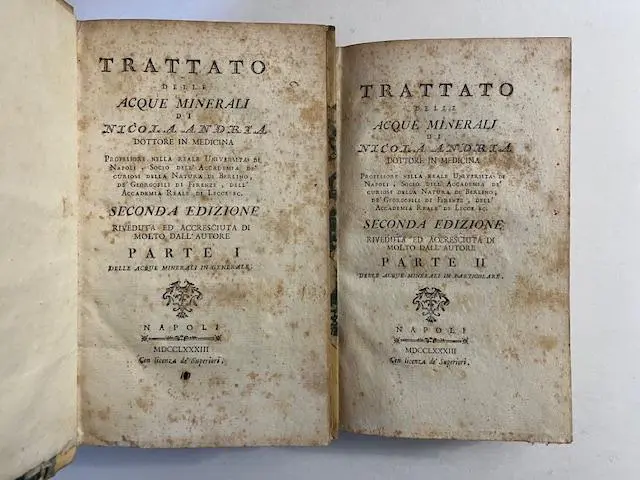 TRATTATO
DELLE
ACQUE MINERALI
DI
NICOLA ANDRIA
DOTTORE IN MEDICINA
PROFESSORE NELLA REALE UNIVERSITA' DI
NAPOLI, SOCIO DELL'ACCADEMIA DE'
CURIOSI DELLA NATURA DI BERLINO,
DE' GEORGOFILI DI FIRENZE, DELL'
ACCADEMIA REALE DI LECCE EC.
SECONDA EDIZIONE
RIVEDUTA ED ACCRESCIUTA DI
MOLTO DALL'AUTORE
PARTE I
DELLE ACQUE MINERALI IN GENERALE.
NAPOLI
MDCCLXXXIII
Con licenza de' Superiori.
TRATTATO
DELLE
ACQUE MINERALI
DI
NICOLA ANDRIA
DOTTORE IN MEDICINA
PROFESSORE NELLA REALE UNIVERSITA' DI
NAPOLI, SOCIO DELL'ACCADEMIA DE'
CURIOSI DELLA NATURA DI BERLINO,
DE' GEORGOFILI DI FIRENZE, DELL'
ACCADEMIA REALE DI LECCE EC.
SECONDA EDIZIONE
RIVEDUTA ED ACCRESCIUTA DI
MOLTO DALL'AUTORE
PARTE II
DELLE ACQUE MINERALI IN PARTICOLARE.
NAPOLI
MDCCLXXXIII
Con licenza de' Superiori.